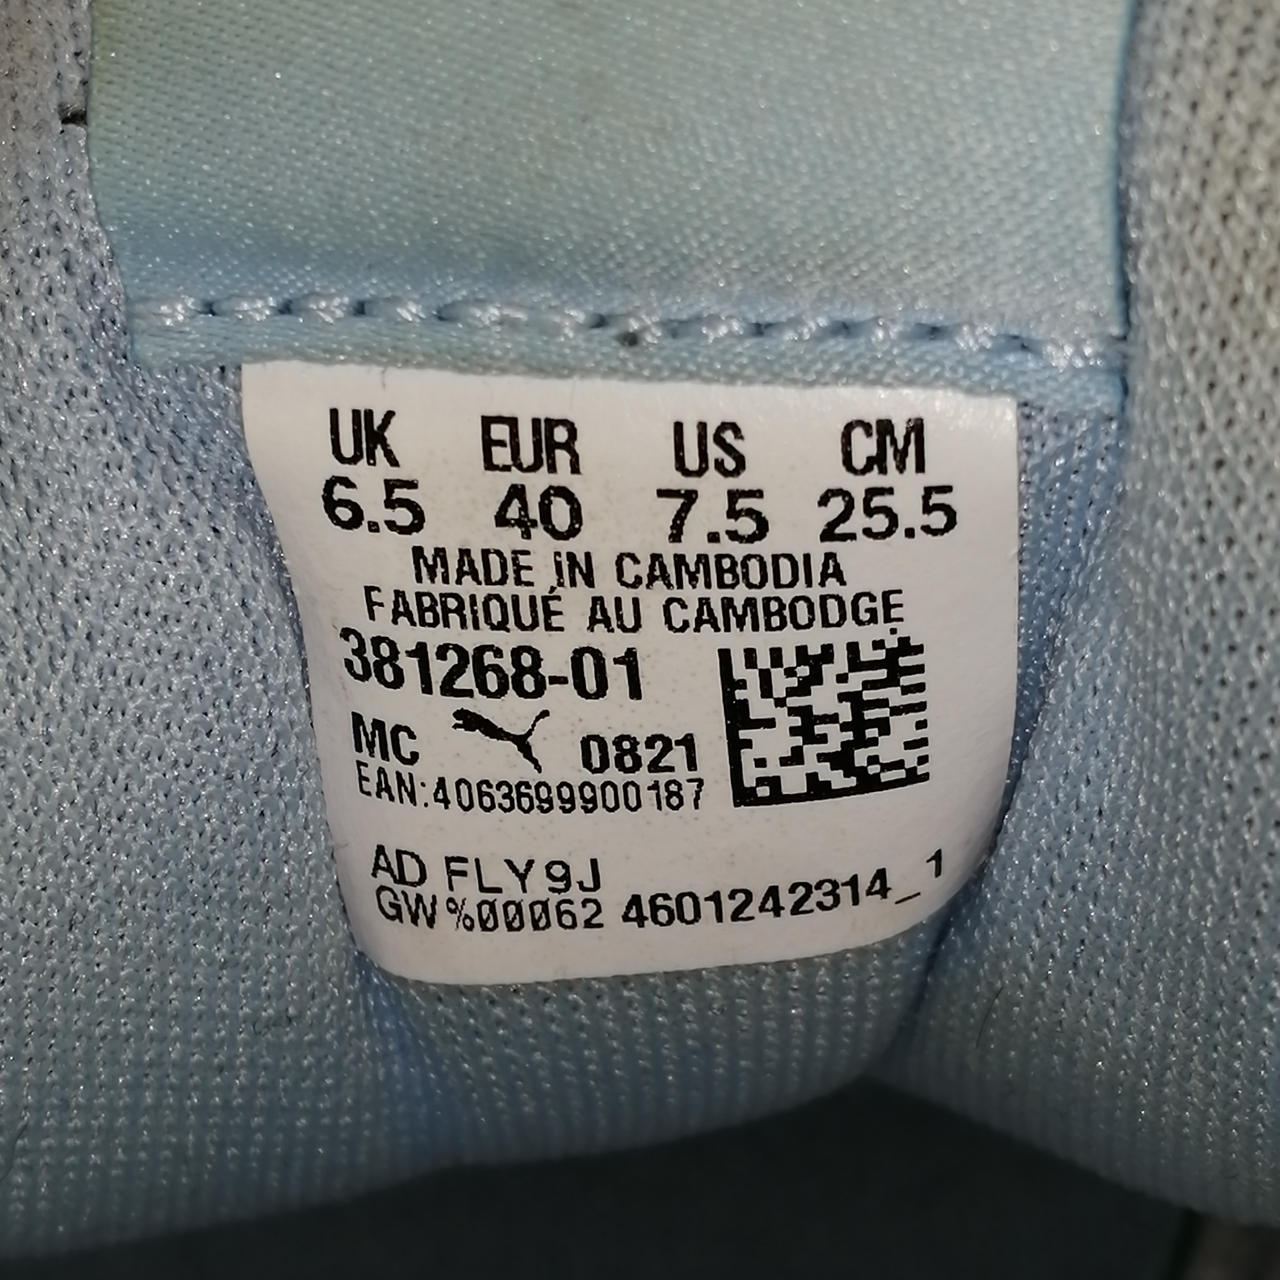 UK EUR US CM
6.5 40 7.5 25.5
MADE IN CAMBODIA
FABRIQUÉ AU CAMBODGE
381268-01
MC 0821
EAN:4063699900187
AD FLY9J
GW %00062 4601242314_1